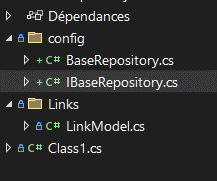 Dépendances
config
+ C# BaseRepository.cs
+ C# IBaseRepository.cs
Links
C# LinkModel.cs
C# Class1.cs